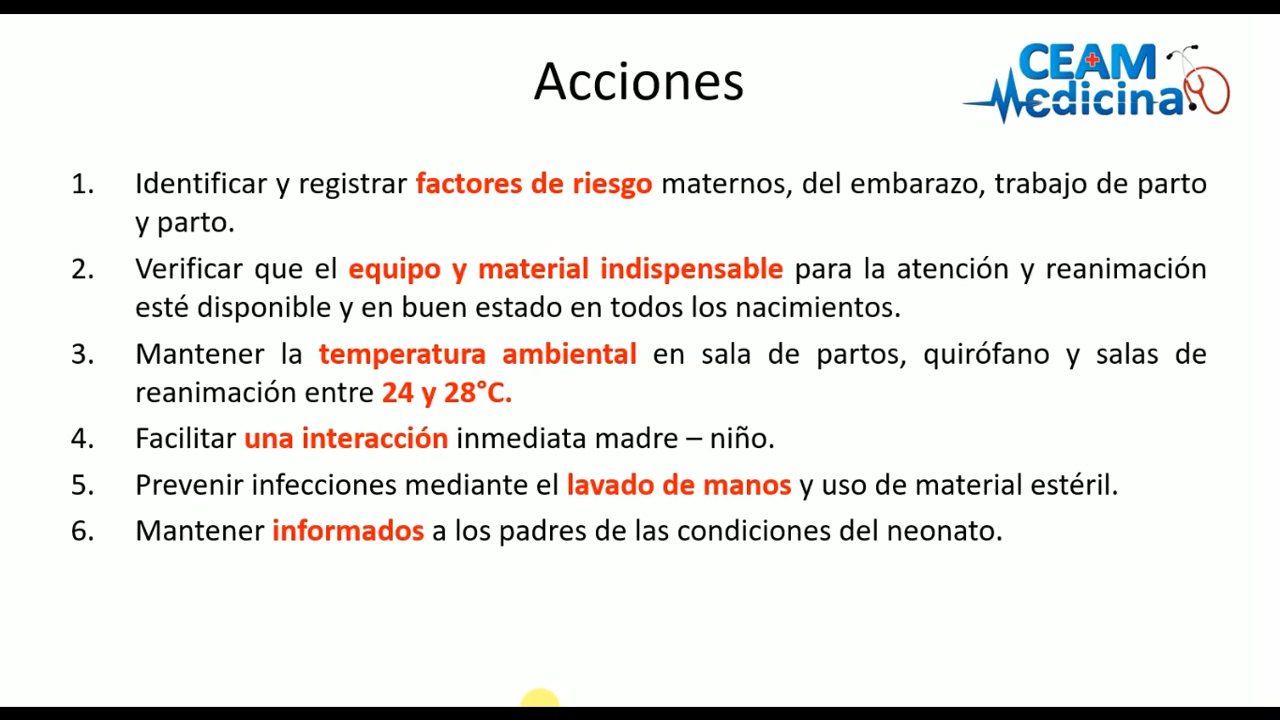 Acciones
CEAM
Medicina
1. Identificar y registrar factores de riesgo maternos, del embarazo, trabajo de parto
y parto.
2. Verificar que el equipo y material indispensable para la atención y reanimación
esté disponible y en buen estado en todos los nacimientos.
3. Mantener la temperatura ambiental en sala de partos, quirófano y salas de
reanimación entre 24 y 28°C.
4. Facilitar una interacción inmediata madre – niño.
5. Prevenir infecciones mediante el lavado de manos y uso de material estéril.
6. Mantener informados a los padres de las condiciones del neonato.